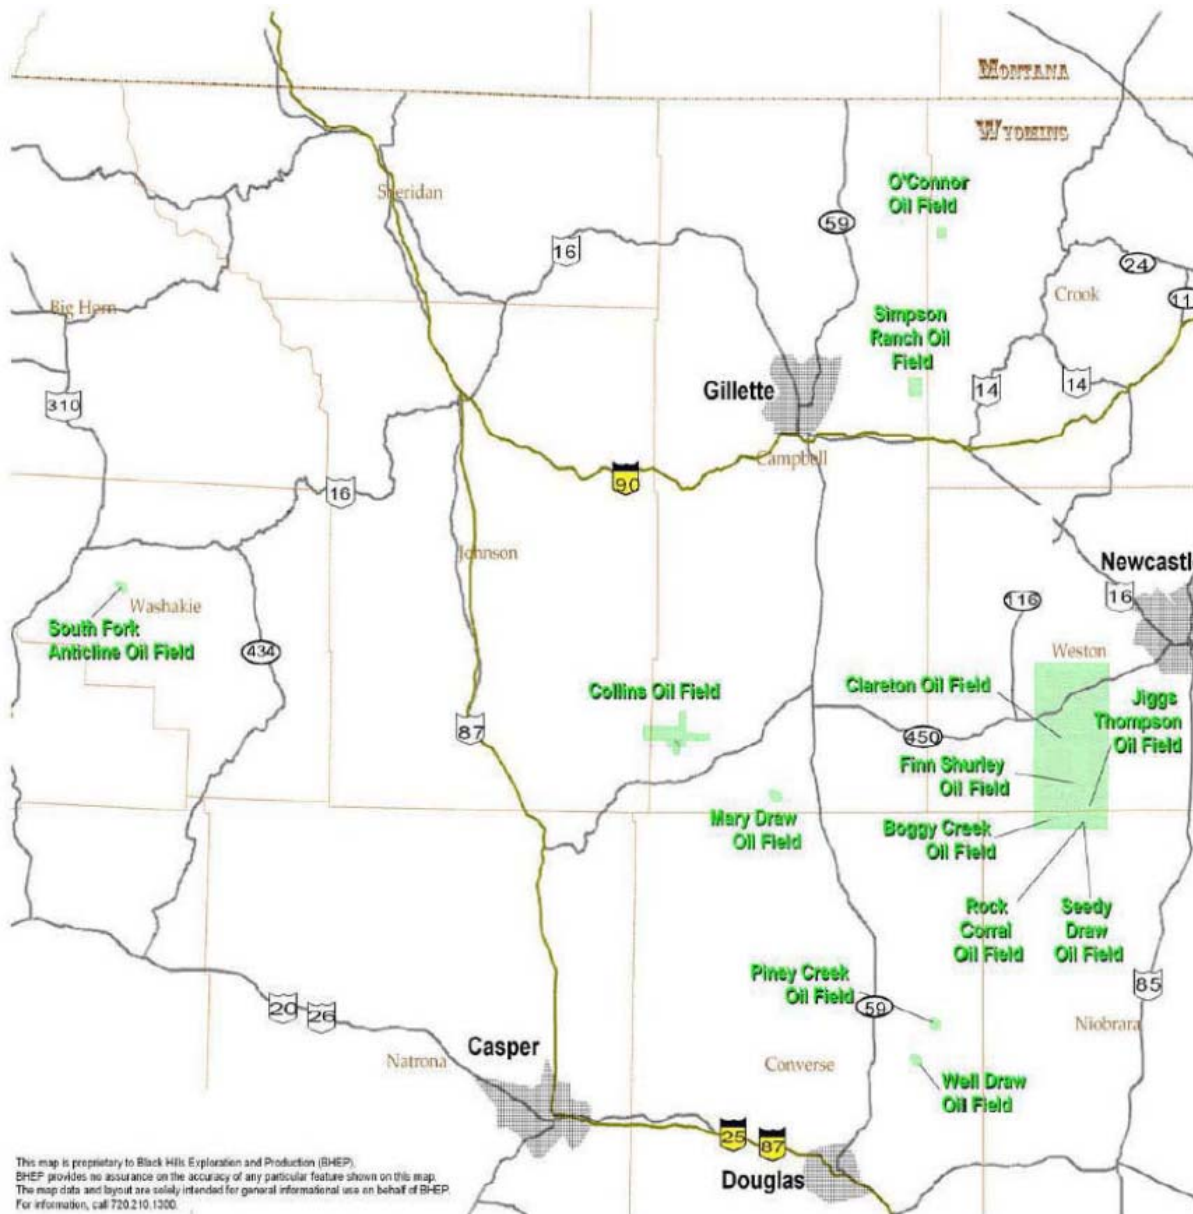 MONTANA
WYOMING
O'Connor
Oil Field
Sheridan
59
16
24
Big Horn
Crook
11
Simpson
Ranch Oil
Field
Gillette
14
14
310
Campbell
90
16
Johnson
Newcastl
116
16
Washakie
South Fork
Anticline Oil Field
434
Weston
Clareton Oil Field
Collins Oil Field
Jiggs
Thompson
Oil Field
87
450
Finn Shurley
Oil Field
Mary Draw
Oil Field
Boggy Creek
Oil Field
Rock
Corral
Oil Field
Seedy
Draw
Oil Field
Piney Creek
Oil Field
85
20
26
59
Niobrara
Casper
Natrona
Converse
Well Draw
Oil Field
25
87
Douglas
This map is proprietary to Black Hills Exploration and Production (BHEP).
BHEP provides no assurance on the accuracy of any particular feature shown on this map.
The map data and layout are solely intended for general informational use on behalf of BHEP.
For information, call 720.210.1300.